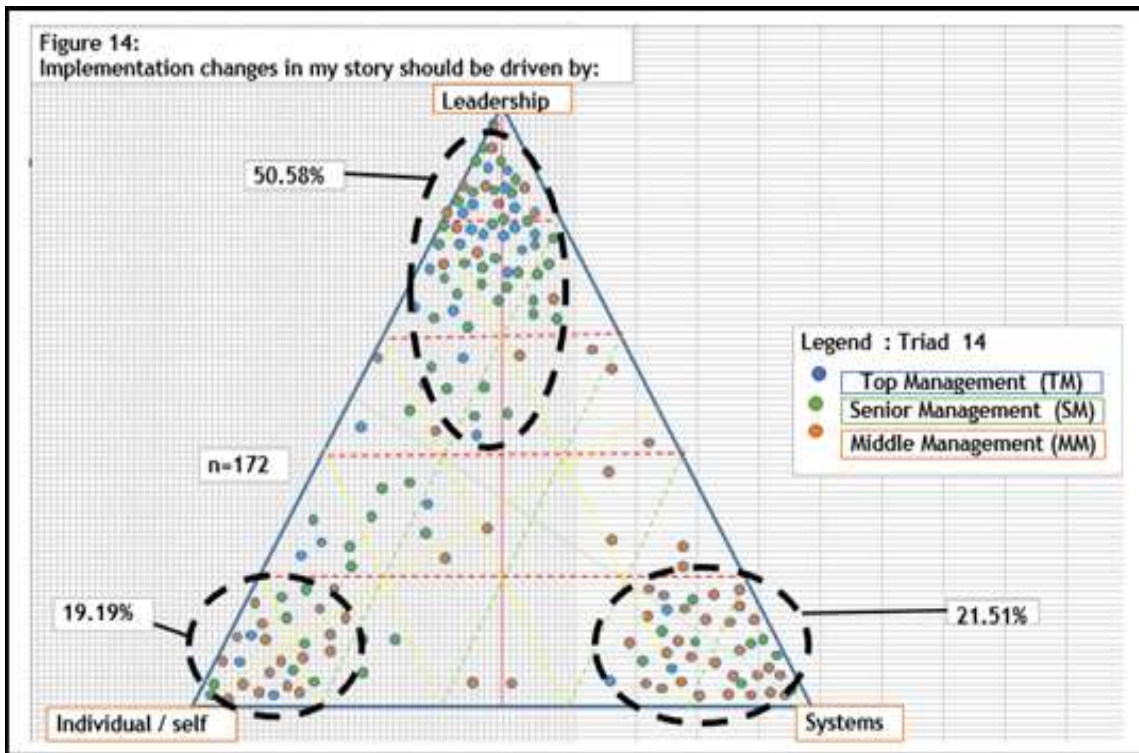 Figure 14:
Implementation changes in my story should be driven by:
Leadership
50.58%
Legend : Triad 14
Top Management (TM)
Senior Management (SM)
Middle Management (MM)
n=172
19.19%
21.51%
Individual / self
Systems